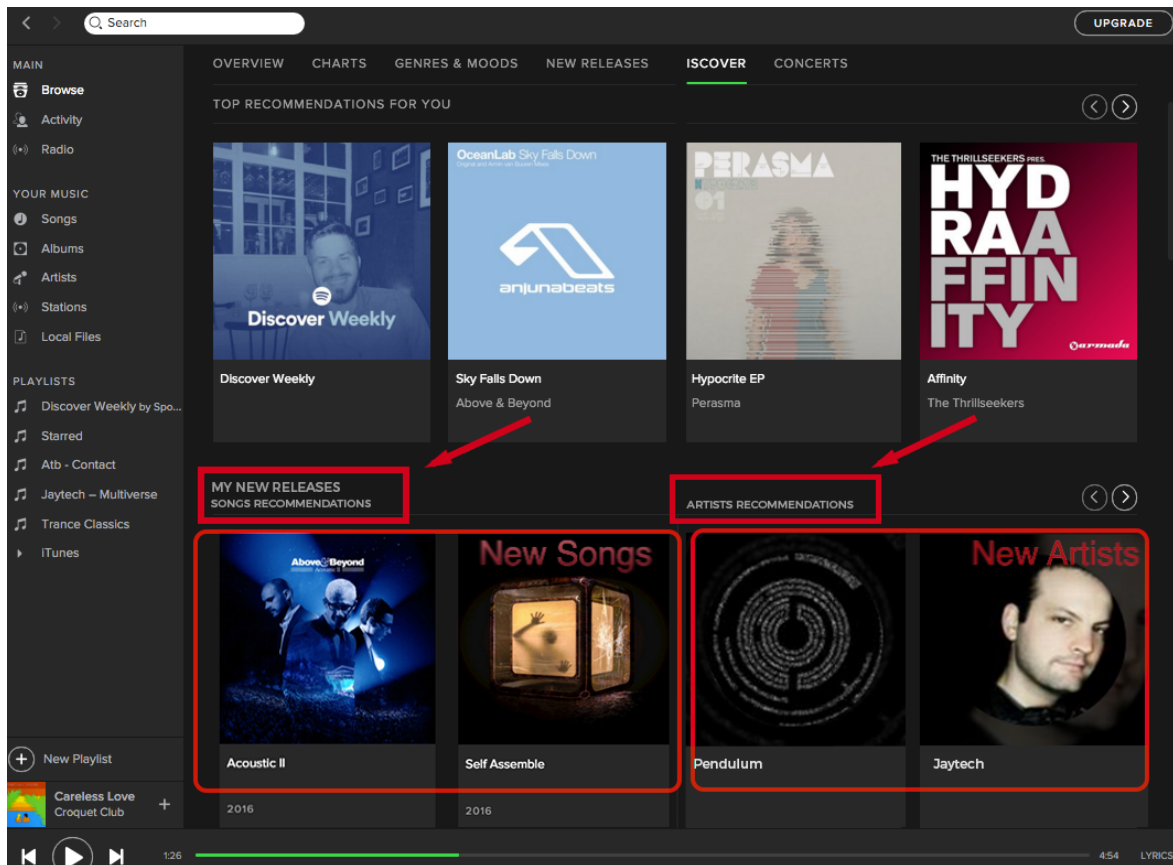 Search
UPGRADE
MAIN
Browse
Activity
Radio
YOUR MUSIC
Songs
Albums
Artists
Stations
Local Files
PLAYLISTS
Discover Weekly by Spo...
Starred
Atb - Contact
Jaytech – Multiverse
Trance Classics
iTunes
New Playlist
Careless Love
Croquet Club
OVERVIEW CHARTS GENRES & MOODS NEW RELEASES ISCOVER CONCERTS
TOP RECOMMENDATIONS FOR YOU
Discover Weekly
Discover Weekly
OceanLab Sky Falls Down
anjunabeats
Sky Falls Down
Above & Beyond
PERASMA
01
Hypocrite EP
Perasma
THE THRILLSEEKERS PRES.
HYD
RAA
FFIN
ITY
armada
Affinity
The Thrillseekers
MY NEW RELEASES
SONGS RECOMMENDATIONS
ARTISTS RECOMMENDATIONS
Above & Beyond
Acoustic II
Acoustic II
2016
New Songs
Self Assemble
2016
Pendulum
New Artists
Jaytech
1:26
4:54
LYRICS